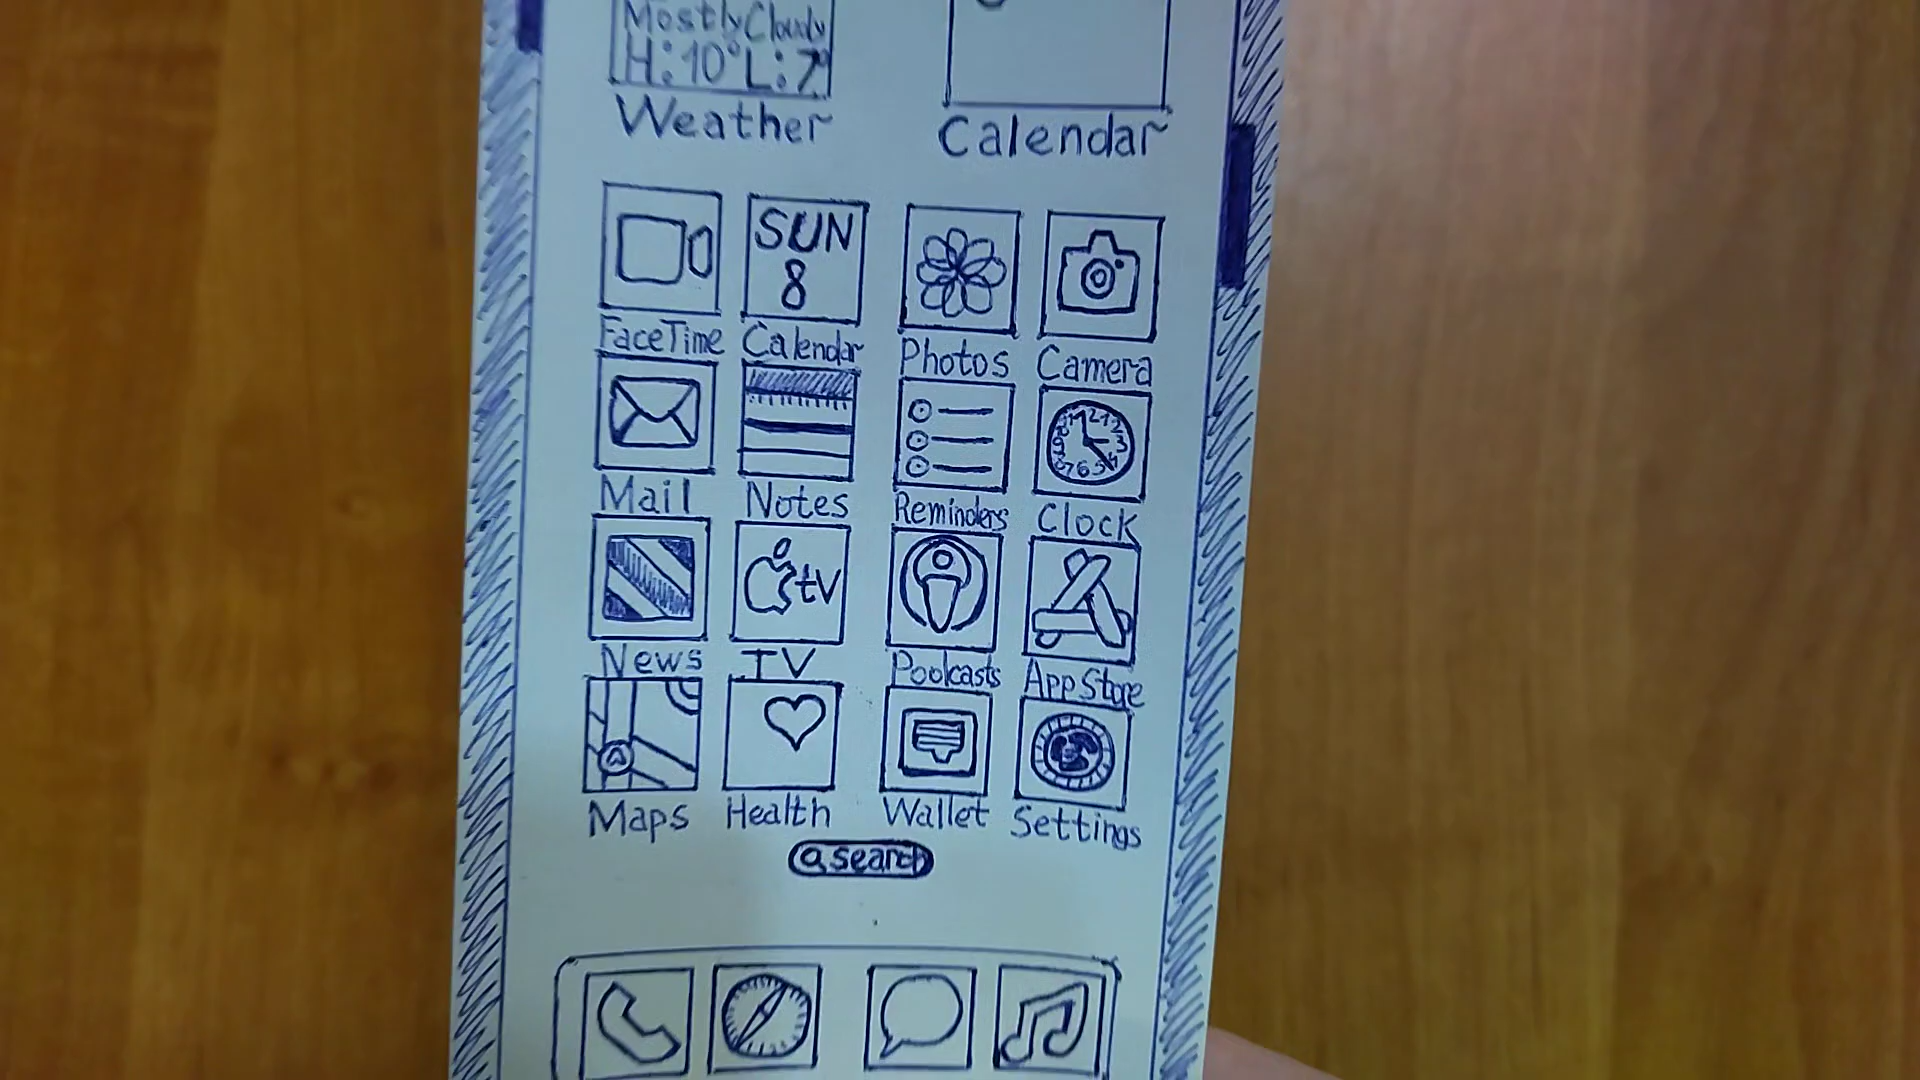 Mostly Cloudy
H:10° L:7°
Weather Calendar
SUN
8
FaceTime Calendar Photos Camera
Mail Notes Reminders Clock
tv
News TV Podcasts App Store
Maps Health Wallet Settings
search